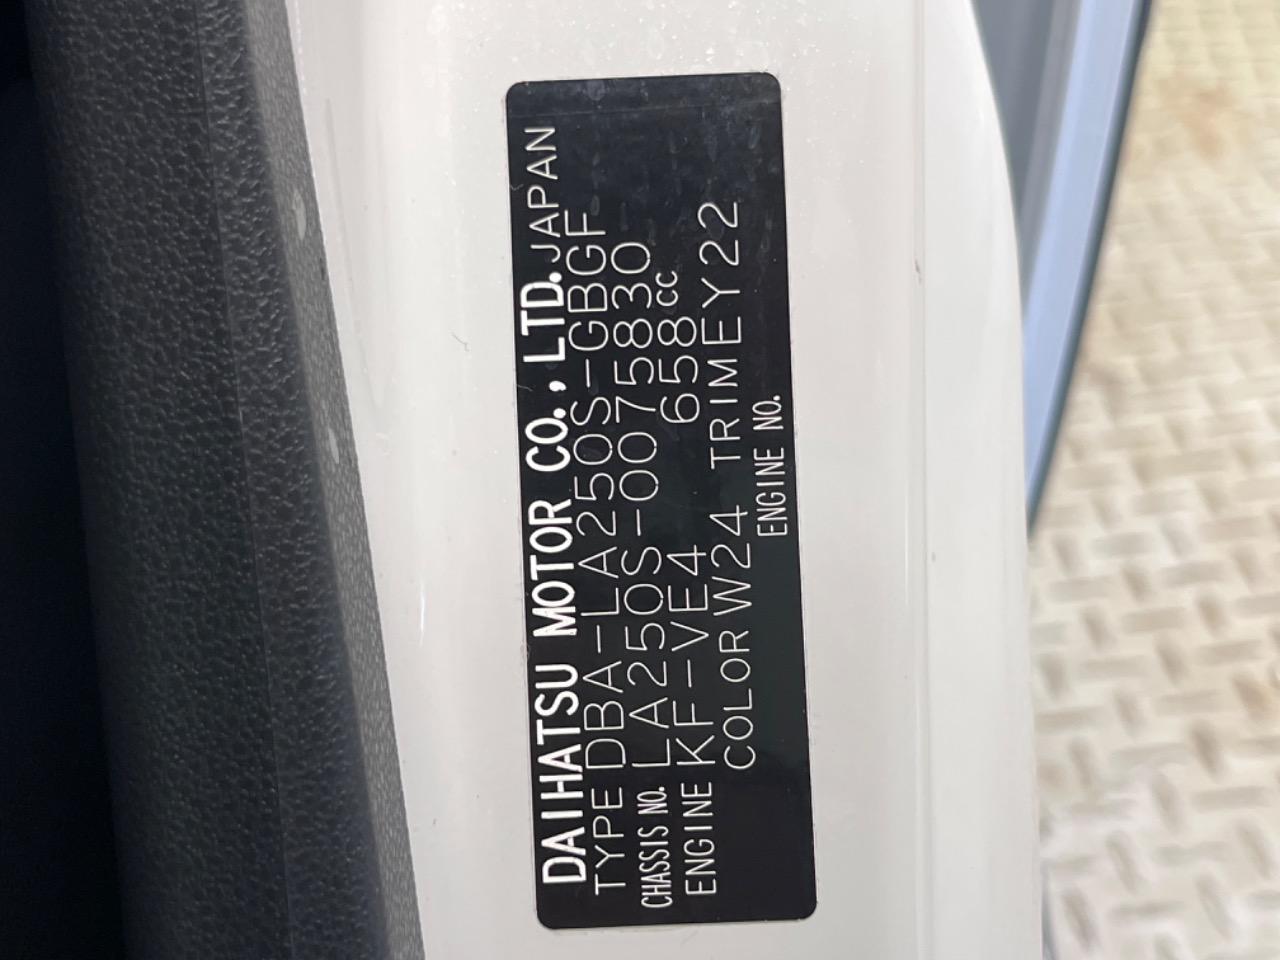 DAIHATSU MOTOR CO., LTD. JAPAN
TYPE DBA-LA250S-GBGF
CHASSIS NO. LA250S-0075830
ENGINE KF-VE4 658cc
COLOR W24 TRIM EY22
ENGINE NO.